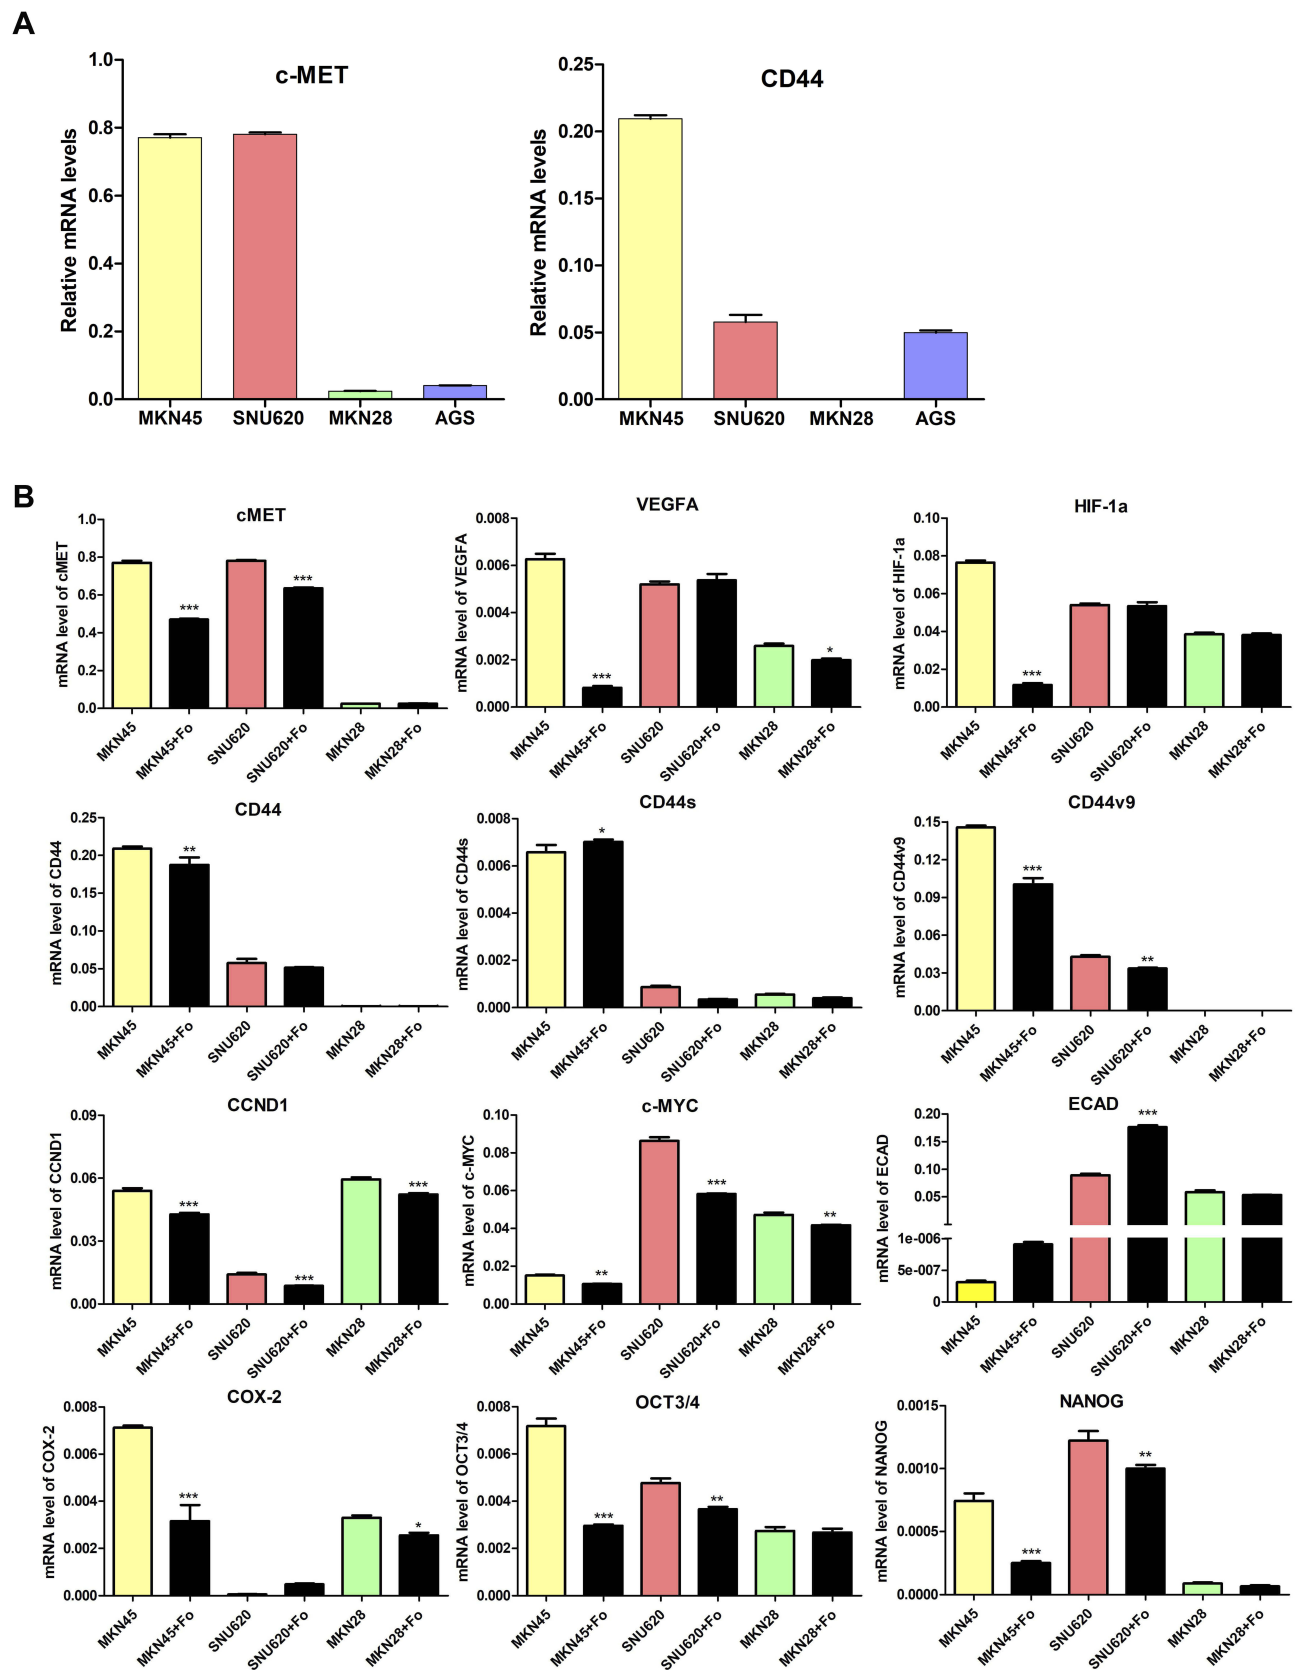 A
c-MET
Relative mRNA levels
1.0
0.8
0.6
0.4
0.2
0.0
MKN45 SNU620 MKN28 AGS
CD44
Relative mRNA levels
0.25
0.20
0.15
0.10
0.05
0.00
MKN45 SNU620 MKN28 AGS
B
cMET
mRNA level of cMET
1.0
0.8
0.6
0.4
0.2
0.0
*** ***
MKN45 MKN45+Fo SNU620 SNU620+Fo MKN28 MKN28+Fo
VEGFA
mRNA level of VEGFA
0.008
0.006
0.004
0.002
0.000
*** *
MKN45 MKN45+Fo SNU620 SNU620+Fo MKN28 MKN28+Fo
HIF-1a
mRNA level of HIF-1a
0.10
0.08
0.06
0.04
0.02
0.00
***
MKN45 MKN45+Fo SNU620 SNU620+Fo MKN28 MKN28+Fo
CD44
mRNA level of CD44
0.25
0.20
0.15
0.10
0.05
0.00
**
MKN45 MKN45+Fo SNU620 SNU620+Fo MKN28 MKN28+Fo
CD44s
mRNA level of CD44s
0.008
0.006
0.004
0.002
0.000
*
MKN45 MKN45+Fo SNU620 SNU620+Fo MKN28 MKN28+Fo
CD44v9
mRNA level of CD44v9
0.15
0.12
0.09
0.06
0.03
0.00
*** **
MKN45 MKN45+Fo SNU620 SNU620+Fo MKN28 MKN28+Fo
CCND1
mRNA level of CCND1
0.09
0.06
0.03
0.00
*** *** ***
MKN45 MKN45+Fo SNU620 SNU620+Fo MKN28 MKN28+Fo
c-MYC
mRNA level of c-MYC
0.10
0.08
0.06
0.04
0.02
0.00
** *** **
MKN45 MKN45+Fo SNU620 SNU620+Fo MKN28 MKN28+Fo
ECAD
mRNA level of ECAD
0.20
0.15
0.10
0.05
1e-006
5e-007
0
***
MKN45 MKN45+Fo SNU620 SNU620+Fo MKN28 MKN28+Fo
COX-2
mRNA level of COX-2
0.008
0.006
0.004
0.002
0.000
*** *
MKN45 MKN45+Fo SNU620 SNU620+Fo MKN28 MKN28+Fo
OCT3/4
mRNA level of OCT3/4
0.008
0.006
0.004
0.002
0.000
*** **
MKN45 MKN45+Fo SNU620 SNU620+Fo MKN28 MKN28+Fo
NANOG
mRNA level of NANOG
0.0015
0.0010
0.0005
0.0000
*** **
MKN45 MKN45+Fo SNU620 SNU620+Fo MKN28 MKN28+Fo